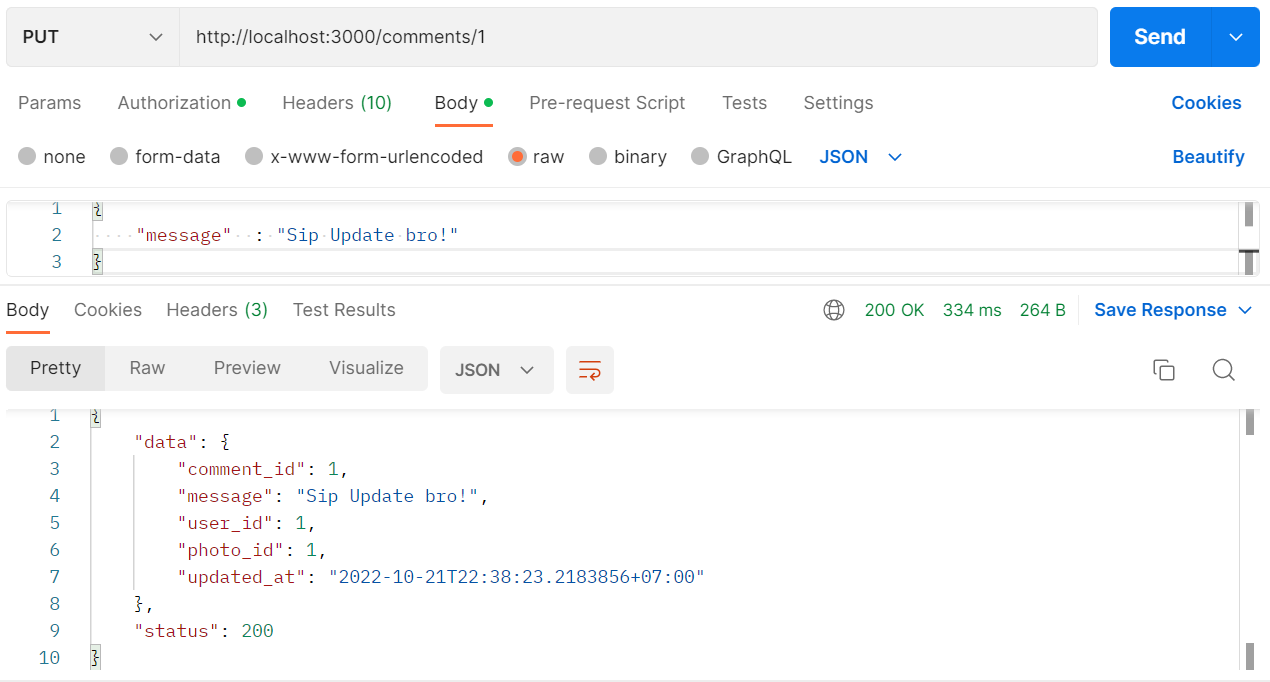 PUT http://localhost:3000/comments/1 Send
Params Authorization Headers (10) Body Pre-request Script Tests Settings Cookies
none form-data x-www-form-urlencoded raw binary GraphQL JSON Beautify
1 {
2 "message" : "Sip Update bro!"
3 }
Body Cookies Headers (3) Test Results 200 OK 334 ms 264 B Save Response
Pretty Raw Preview Visualize JSON
1 {
2 "data": {
3 "comment_id": 1,
4 "message": "Sip Update bro!",
5 "user_id": 1,
6 "photo_id": 1,
7 "updated_at": "2022-10-21T22:38:23.2183856+07:00"
8 },
9 "status": 200
10 }